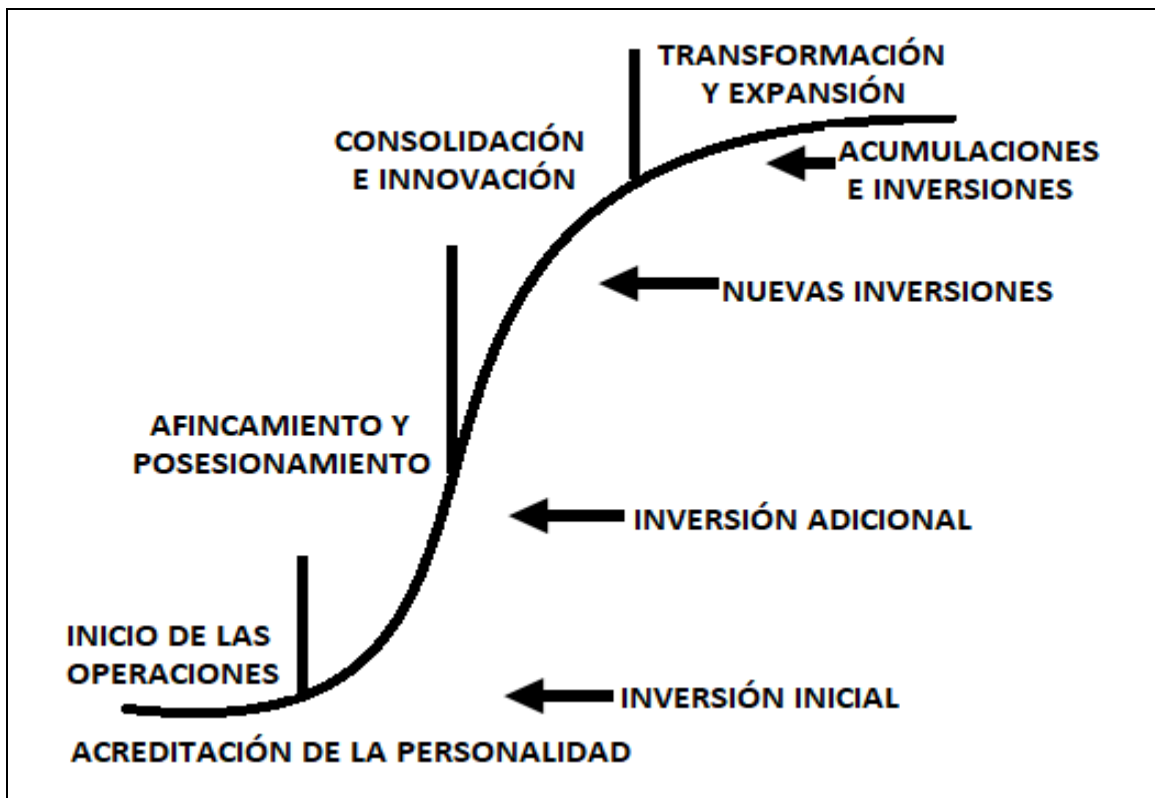 TRANSFORMACIÓN
Y EXPANSIÓN
CONSOLIDACIÓN
E INNOVACIÓN
ACUMULACIONES
E INVERSIONES
NUEVAS INVERSIONES
AFINCAMIENTO Y
POSESIONAMIENTO
INVERSIÓN ADICIONAL
INICIO DE LAS
OPERACIONES
INVERSIÓN INICIAL
ACREDITACIÓN DE LA PERSONALIDAD